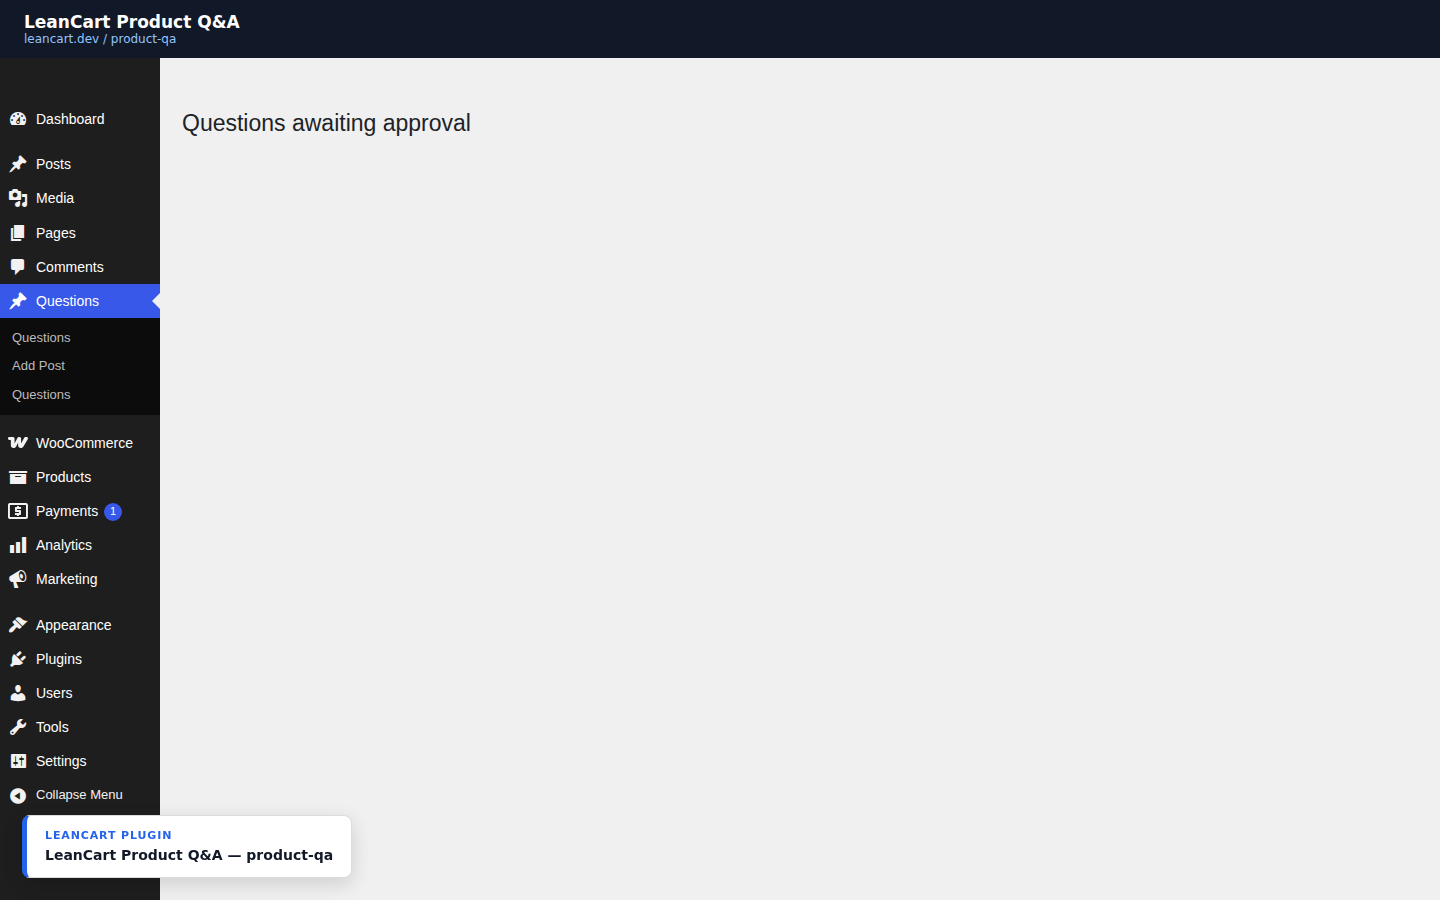 LeanCart Product Q&A
leancart.dev / product-qa
Dashboard
Posts
Media
Pages
Comments
Questions
Questions
Add Post
Questions
WooCommerce
Products
Payments 1
Analytics
Marketing
Appearance
Plugins
Users
Tools
Settings
Collapse Menu
Questions awaiting approval
LEANCART PLUGIN
LeanCart Product Q&A — product-qa